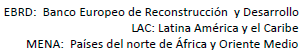 EBRD: Banco Europeo de Reconstrucción y Desarrollo
LAC: Latina América y el Caribe
MENA: Países del norte de África y Oriente Medio